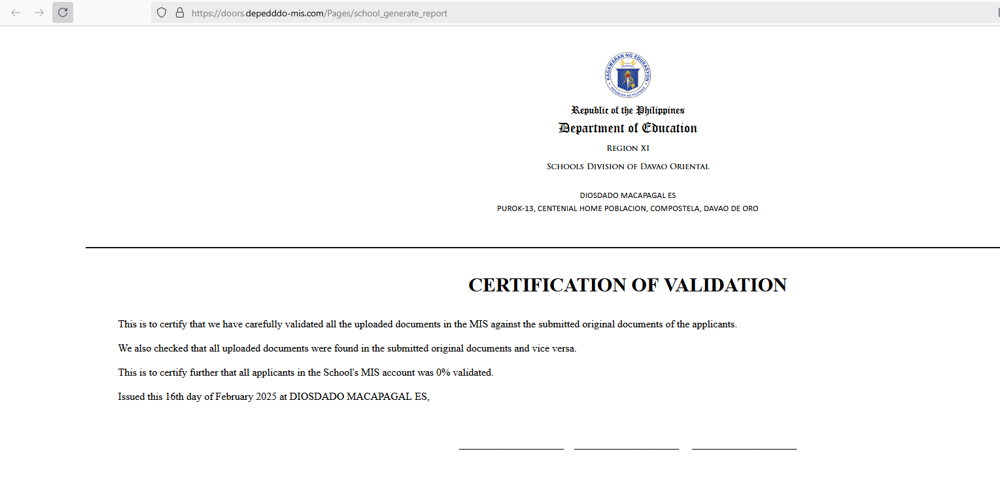 https://doors.depedddo-mis.com/Pages/school_generate_report
KAGAWARAN NG EDUKASYON
REPUBLIKA NG PILIPINAS
Republic of the Philippines
Department of Education
REGION XI
SCHOOLS DIVISION OF DAVAO ORIENTAL
DIOSDADO MACAPAGAL ES
PUROK-13, CENTENIAL HOME POBLACION, COMPOSTELA, DAVAO DE ORO
CERTIFICATION OF VALIDATION
This is to certify that we have carefully validated all the uploaded documents in the MIS against the submitted original documents of the applicants.
We also checked that all uploaded documents were found in the submitted original documents and vice versa.
This is to certify further that all applicants in the School's MIS account was 0% validated.
Issued this 16th day of February 2025 at DIOSDADO MACAPAGAL ES,